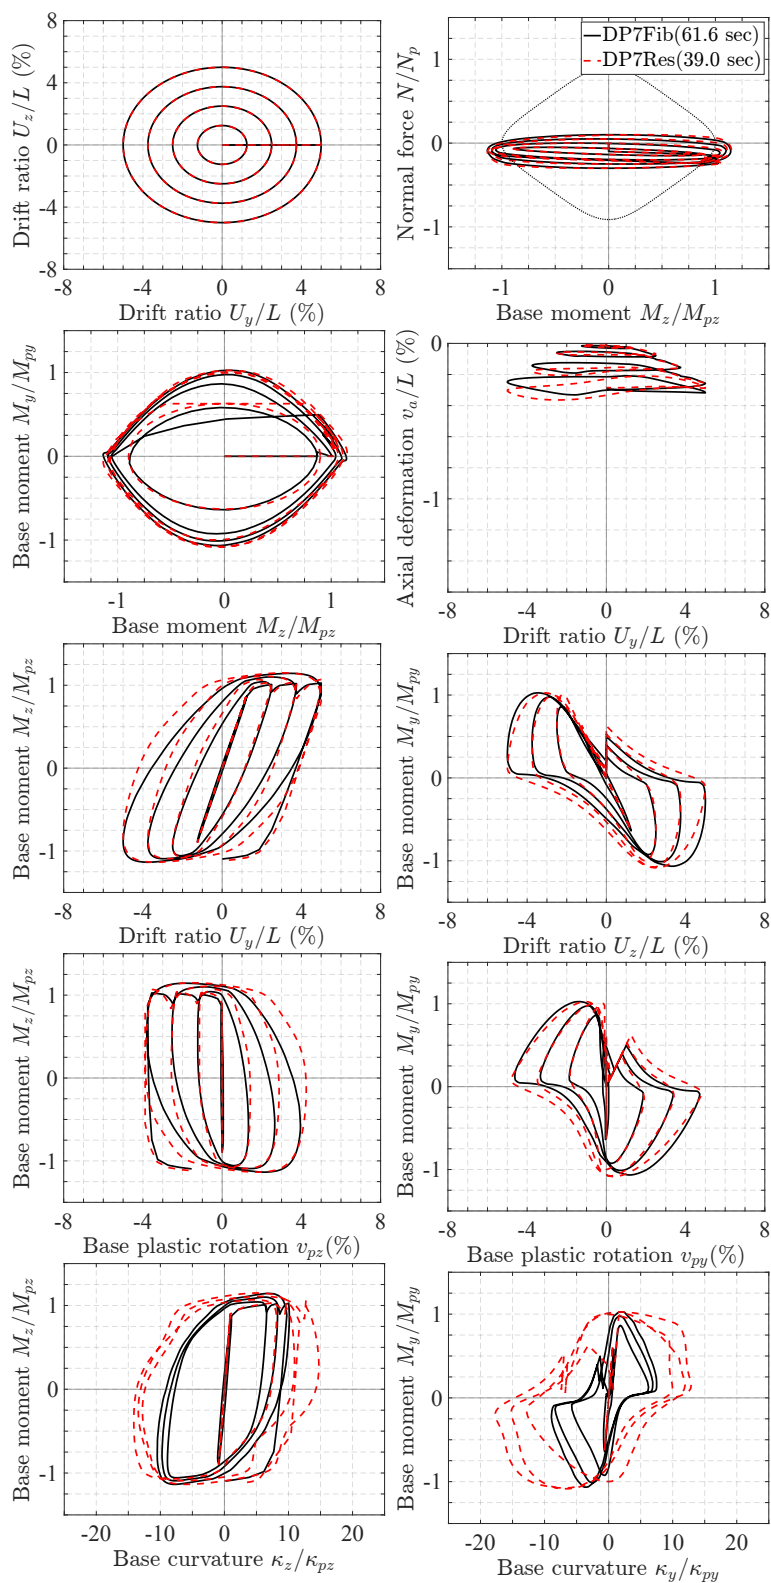 8
4
0
-4
-8
-8 -4 0 4 8
Drift ratio U_z/L (%)
Drift ratio U_y/L (%)
DP7Fib(61.6 sec)
DP7Res(39.0 sec)
1
0
-1
-1 0 1
Normal force N/N_p
Base moment M_z/M_pz
1
0
-1
-1 0 1
Base moment M_y/M_py
Base moment M_z/M_pz
0
-1
-8 -4 0 4 8
Axial deformation v_a/L (%)
Drift ratio U_y/L (%)
1
0
-1
-8 -4 0 4 8
Base moment M_z/M_pz
Drift ratio U_y/L (%)
1
0
-1
-8 -4 0 4 8
Base moment M_y/M_py
Drift ratio U_z/L (%)
1
0
-1
-8 -4 0 4 8
Base moment M_z/M_pz
Base plastic rotation v_pz(%)
1
0
-1
-8 -4 0 4 8
Base moment M_y/M_py
Base plastic rotation v_py(%)
1
0
-1
-20 -10 0 10 20
Base moment M_z/M_pz
Base curvature κ_z/κ_pz
1
0
-1
-20 -10 0 10 20
Base moment M_y/M_py
Base curvature κ_y/κ_py